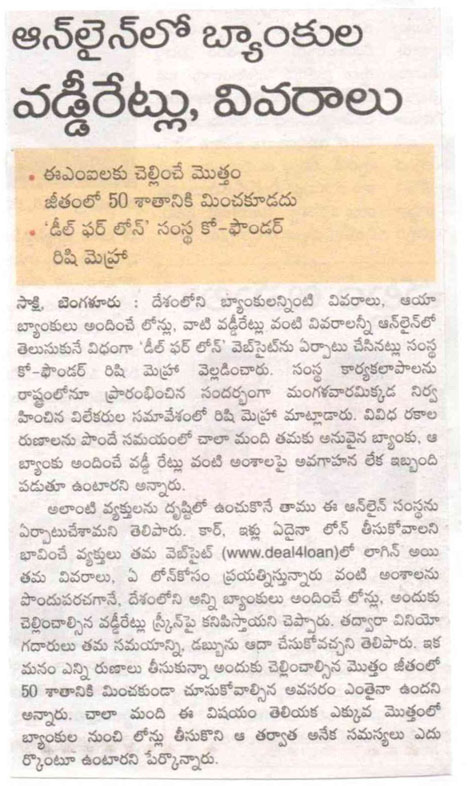 ఆన్‌లైన్‌లో బ్యాంకుల
వడ్డీరేట్లు, వివరాలు
• ఈఎంఐలకు చెల్లించే మొత్తం
జీతంలో 50 శాతానికి మించకూడదు
• 'డీల్ ఫర్ లోన్' సంస్థ కో-ఫౌండర్
రిషి మెహ్రా
సాక్షి, బెంగళూరు : దేశంలోని బ్యాంకులన్నింటి వివరాలు, ఆయా
బ్యాంకులు అందించే లోన్లు, వాటి వడ్డీరేట్లు వంటి వివరాలన్నీ ఆన్‌లైన్‌లో
తెలుసుకునే విధంగా 'డీల్ ఫర్ లోన్' వెబ్‌సైట్‌ను ఏర్పాటు చేసినట్లు సంస్థ
కో-ఫౌండర్ రిషి మెహ్రా వెల్లడించారు. సంస్థ కార్యకలాపాలను
రాష్ట్రంలోనూ ప్రారంభించిన సందర్భంగా మంగళవారమిక్కడ నిర్వ
హించిన విలేకరుల సమావేశంలో రిషి మెహ్రా మాట్లాడారు. వివిధ రకాల
రుణాలను పొందే సమయంలో చాలా మంది తమకు అనువైన బ్యాంకు, ఆ
బ్యాంకు అందించే వడ్డీ రేట్లు వంటి అంశాలపై అవగాహన లేక ఇబ్బంది
పడుతూ ఉంటారని అన్నారు.
అలాంటి వ్యక్తులను దృష్టిలో ఉంచుకొనే తాము ఈ ఆన్‌లైన్ సంస్థను
ఏర్పాటుచేశామని తెలిపారు. కార్, ఇళ్లు ఏదైనా లోన్ తీసుకోవాలని
భావించే వ్యక్తులు తమ వెబ్‌సైట్ (www.deal4loan)లో లాగిన్ అయి
తమ వివరాలు, ఏ లోన్‌కోసం ప్రయత్నిస్తున్నారు వంటి అంశాలను
పొందుపరచగానే, దేశంలోని అన్ని బ్యాంకులు అందించే లోన్లు, అందుకు
చెల్లించాల్సిన వడ్డీరేట్లు స్క్రీన్‌పై కనిపిస్తాయని చెప్పారు. తద్వారా వినియో
గదారులు తమ సమయాన్ని, డబ్బును ఆదా చేసుకోవచ్చని తెలిపారు. ఇక
మనం ఎన్ని రుణాలు తీసుకున్నా అందుకు చెల్లించాల్సిన మొత్తం జీతంలో
50 శాతానికి మించకుండా చూసుకోవాల్సిన అవసరం ఎంతైనా ఉందని
అన్నారు. చాలా మంది ఈ విషయం తెలియక ఎక్కువ మొత్తంలో
బ్యాంకుల నుంచి లోన్లు తీసుకొని ఆ తర్వాత అనేక సమస్యలు ఎదు
ర్కొంటూ ఉంటారని పేర్కొన్నారు.